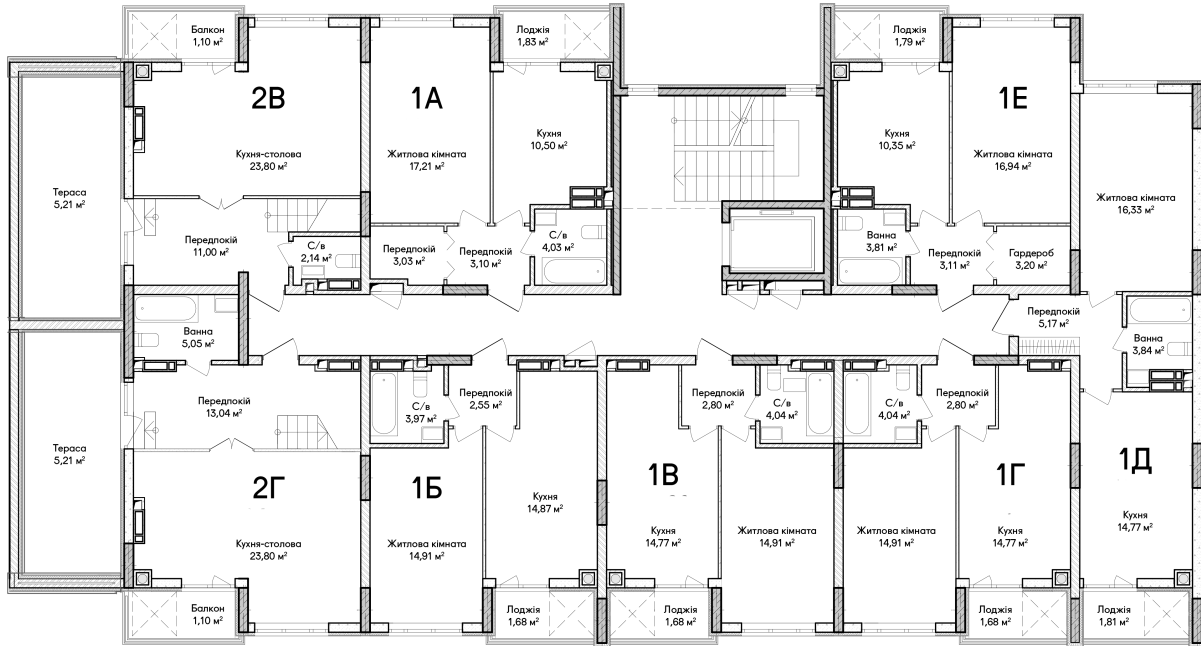 Балкон
1,10 м²
2В
Кухня-столова
23,80 м²
Тераса
5,21 м²
Передпокій
11,00 м²
С/в
2,14 м²
Ванна
5,05 м²
1А
Житлова кімната
17,21 м²
Лоджія
1,83 м²
Кухня
10,50 м²
Передпокій
3,03 м²
Передпокій
3,10 м²
С/в
4,03 м²
Лоджія
1,79 м²
Кухня
10,35 м²
1Е
Житлова кімната
16,94 м²
Житлова кімната
16,33 м²
Ванна
3,81 м²
Передпокій
3,11 м²
Гардероб
3,20 м²
Передпокій
5,17 м²
Ванна
3,84 м²
Передпокій
13,04 м²
Тераса
5,21 м²
2Г
Кухня-столова
23,80 м²
Балкон
1,10 м²
С/в
3,97 м²
Передпокій
2,55 м²
1Б
Житлова кімната
14,91 м²
Кухня
14,87 м²
Лоджія
1,68 м²
Передпокій
2,80 м²
С/в
4,04 м²
1В
Кухня
14,77 м²
Житлова кімната
14,91 м²
Лоджія
1,68 м²
С/в
4,04 м²
Передпокій
2,80 м²
1Г
Житлова кімната
14,91 м²
Кухня
14,77 м²
Лоджія
1,68 м²
1Д
Кухня
14,77 м²
Лоджія
1,81 м²